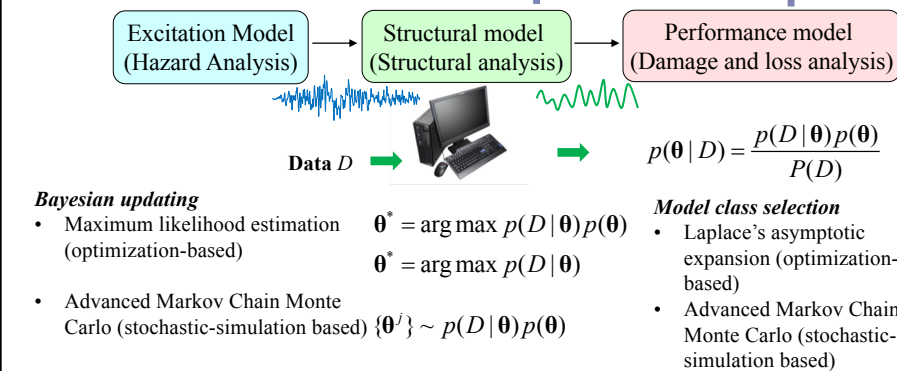 Excitation Model
(Hazard Analysis)
Structural model
(Structural analysis)
Performance model
(Damage and loss analysis)
Data D
p(θ | D) = p(D | θ) p(θ) / P(D)
Bayesian updating
• Maximum likelihood estimation
(optimization-based)
θ* = arg max p(D | θ) p(θ)
θ* = arg max p(D | θ)
• Advanced Markov Chain Monte
Carlo (stochastic-simulation based) {θʲ} ~ p(D | θ) p(θ)
Model class selection
• Laplace’s asymptotic
expansion (optimization-
based)
• Advanced Markov Chain
Monte Carlo (stochastic-
simulation based)